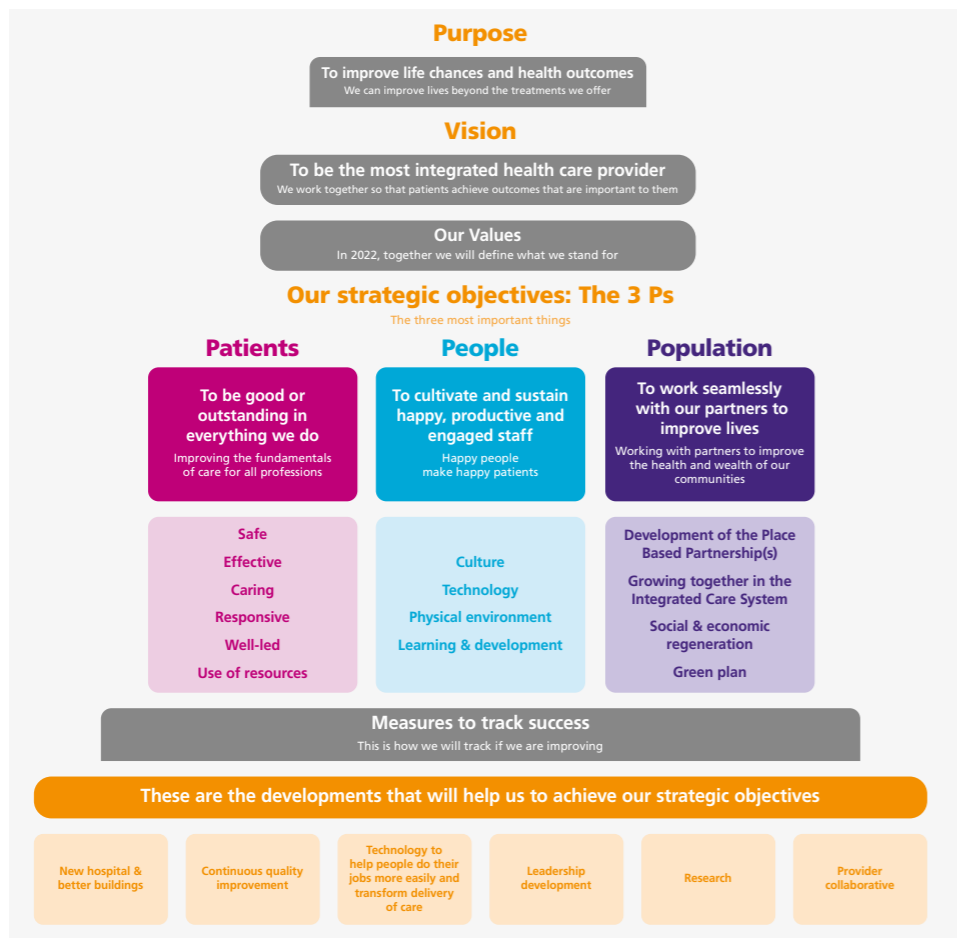 Purpose
To improve life chances and health outcomes
We can improve lives beyond the treatments we offer
Vision
To be the most integrated health care provider
We work together so that patients achieve outcomes that are important to them
Our Values
In 2022, together we will define what we stand for
Our strategic objectives: The 3 Ps
The three most important things
Patients
To be good or
outstanding in
everything we do
Improving the fundamentals
of care for all professions
Safe
Effective
Caring
Responsive
Well-led
Use of resources
People
To cultivate and sustain
happy, productive and
engaged staff
Happy people
make happy patients
Culture
Technology
Physical environment
Learning & development
Population
To work seamlessly
with our partners to
improve lives
Working with partners to improve
the health and wealth of our
communities
Development of the Place
Based Partnership(s)
Growing together in the
Integrated Care System
Social & economic
regeneration
Green plan
Measures to track success
This is how we will track if we are improving
These are the developments that will help us to achieve our strategic objectives
New hospital &
better buildings
Continuous quality
improvement
Technology to
help people do their
jobs more easily and
transform delivery
of care
Leadership
development
Research
Provider
collaborative